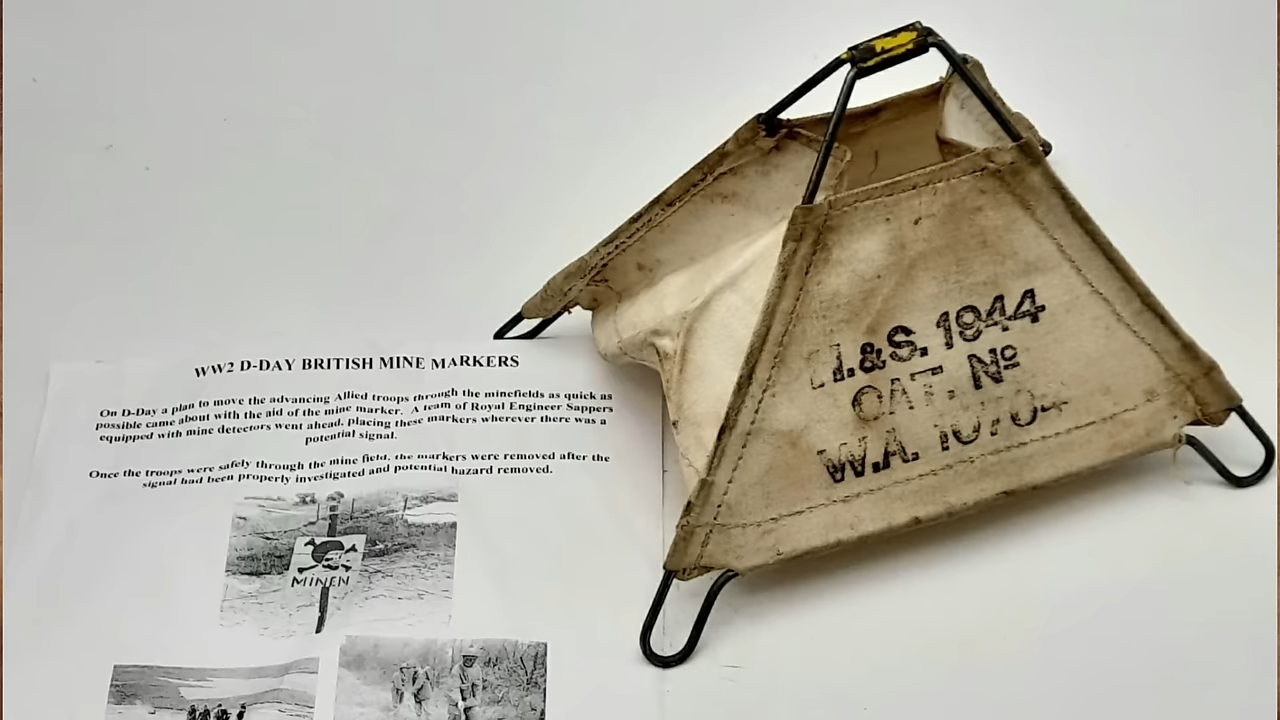 WW2 D-DAY BRITISH MINE MARKERS
On D-Day a plan to move the advancing Allied troops through the minefields as quick as
possible came about with the aid of the mine marker. A team of Royal Engineer Sappers
equipped with mine detectors went ahead, placing these markers wherever there was a
potential signal.
Once the troops were safely through the mine field, the markers were removed after the
signal had been properly investigated and potential hazard removed.
MINEN
&S. 1944
CAT. Nº
W.A. 10704